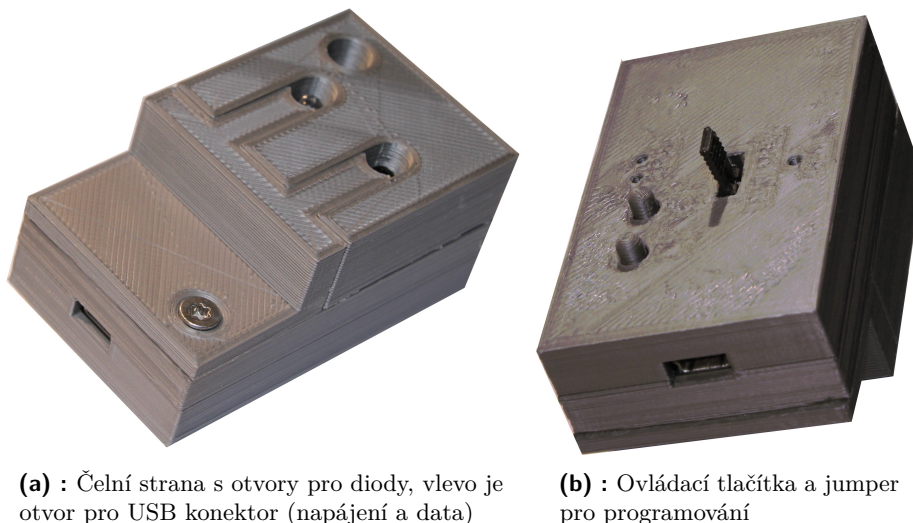 (a) : Čelní strana s otvory pro diody, vlevo je
otvor pro USB konektor (napájení a data)
(b) : Ovládací tlačítka a jumper
pro programování